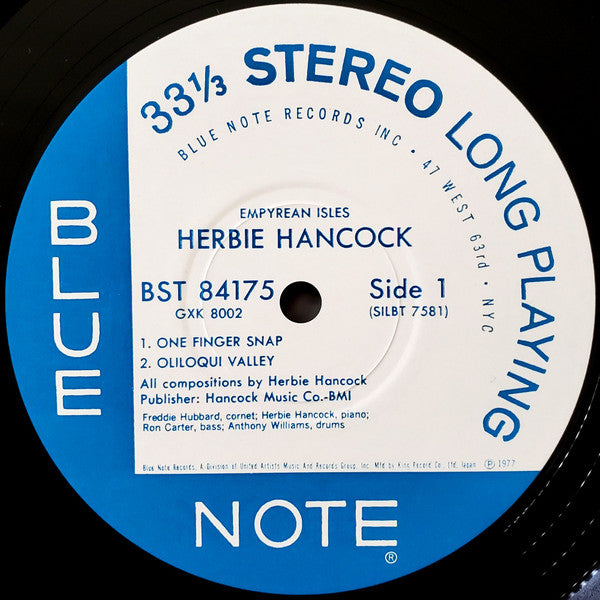 33⅓ STEREO LONG PLAYING
BLUE NOTE RECORDS INC • 47 WEST 63rd • NYC
EMPYREAN ISLES
HERBIE HANCOCK
BST 84175 Side 1
GXK 8002 (SILBT 7581)
1. ONE FINGER SNAP
2. OLILOQUI VALLEY
All compositions by Herbie Hancock
Publisher: Hancock Music Co.-BMI
Freddie Hubbard, cornet; Herbie Hancock, piano;
Ron Carter, bass; Anthony Williams, drums
Blue Note Records, A Division of United Artists Music And Records Group, Inc. Mfd by King Record Co., Ltd, Japan ℗ 1977
BLUE
NOTE®